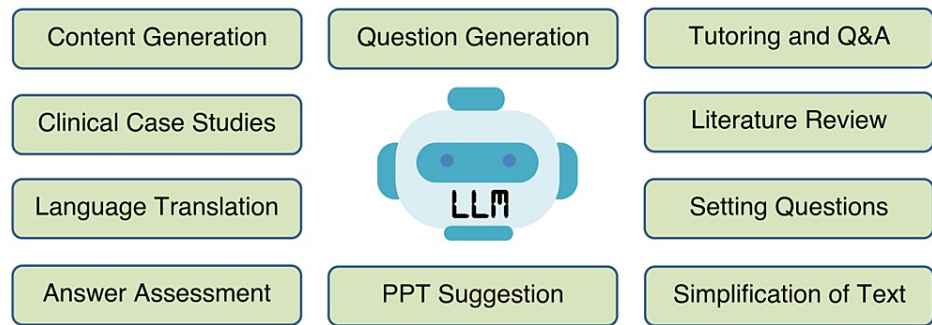 Content Generation
Question Generation
Tutoring and Q&A
Clinical Case Studies
Literature Review
LLM
Language Translation
Setting Questions
Answer Assessment
PPT Suggestion
Simplification of Text